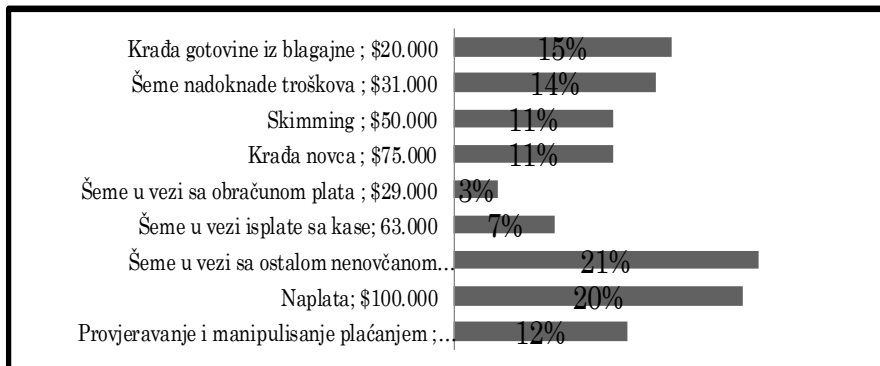 Krađa gotovine iz blagajne ; $20.000 15%
Šeme nadoknade troškova ; $31.000 14%
Skimming ; $50.000 11%
Krađa novca ; $75.000 11%
Šeme u vezi sa obračunom plata ; $29.000 3%
Šeme u vezi isplate sa kase; 63.000 7%
Šeme u vezi sa ostalom nenovčanom... 21%
Naplata; $100.000 20%
Provjeravanje i manipulisanje plaćanjem ;... 12%